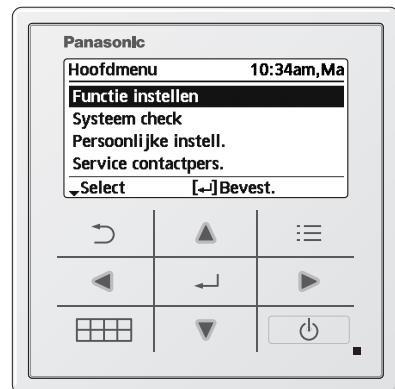 Panasonic
Hoofdmenu 10:34am,Ma
Functie instellen
Systeem check
Persoonlijke instell.
Service contactpers.
Select [↵]Bevest.